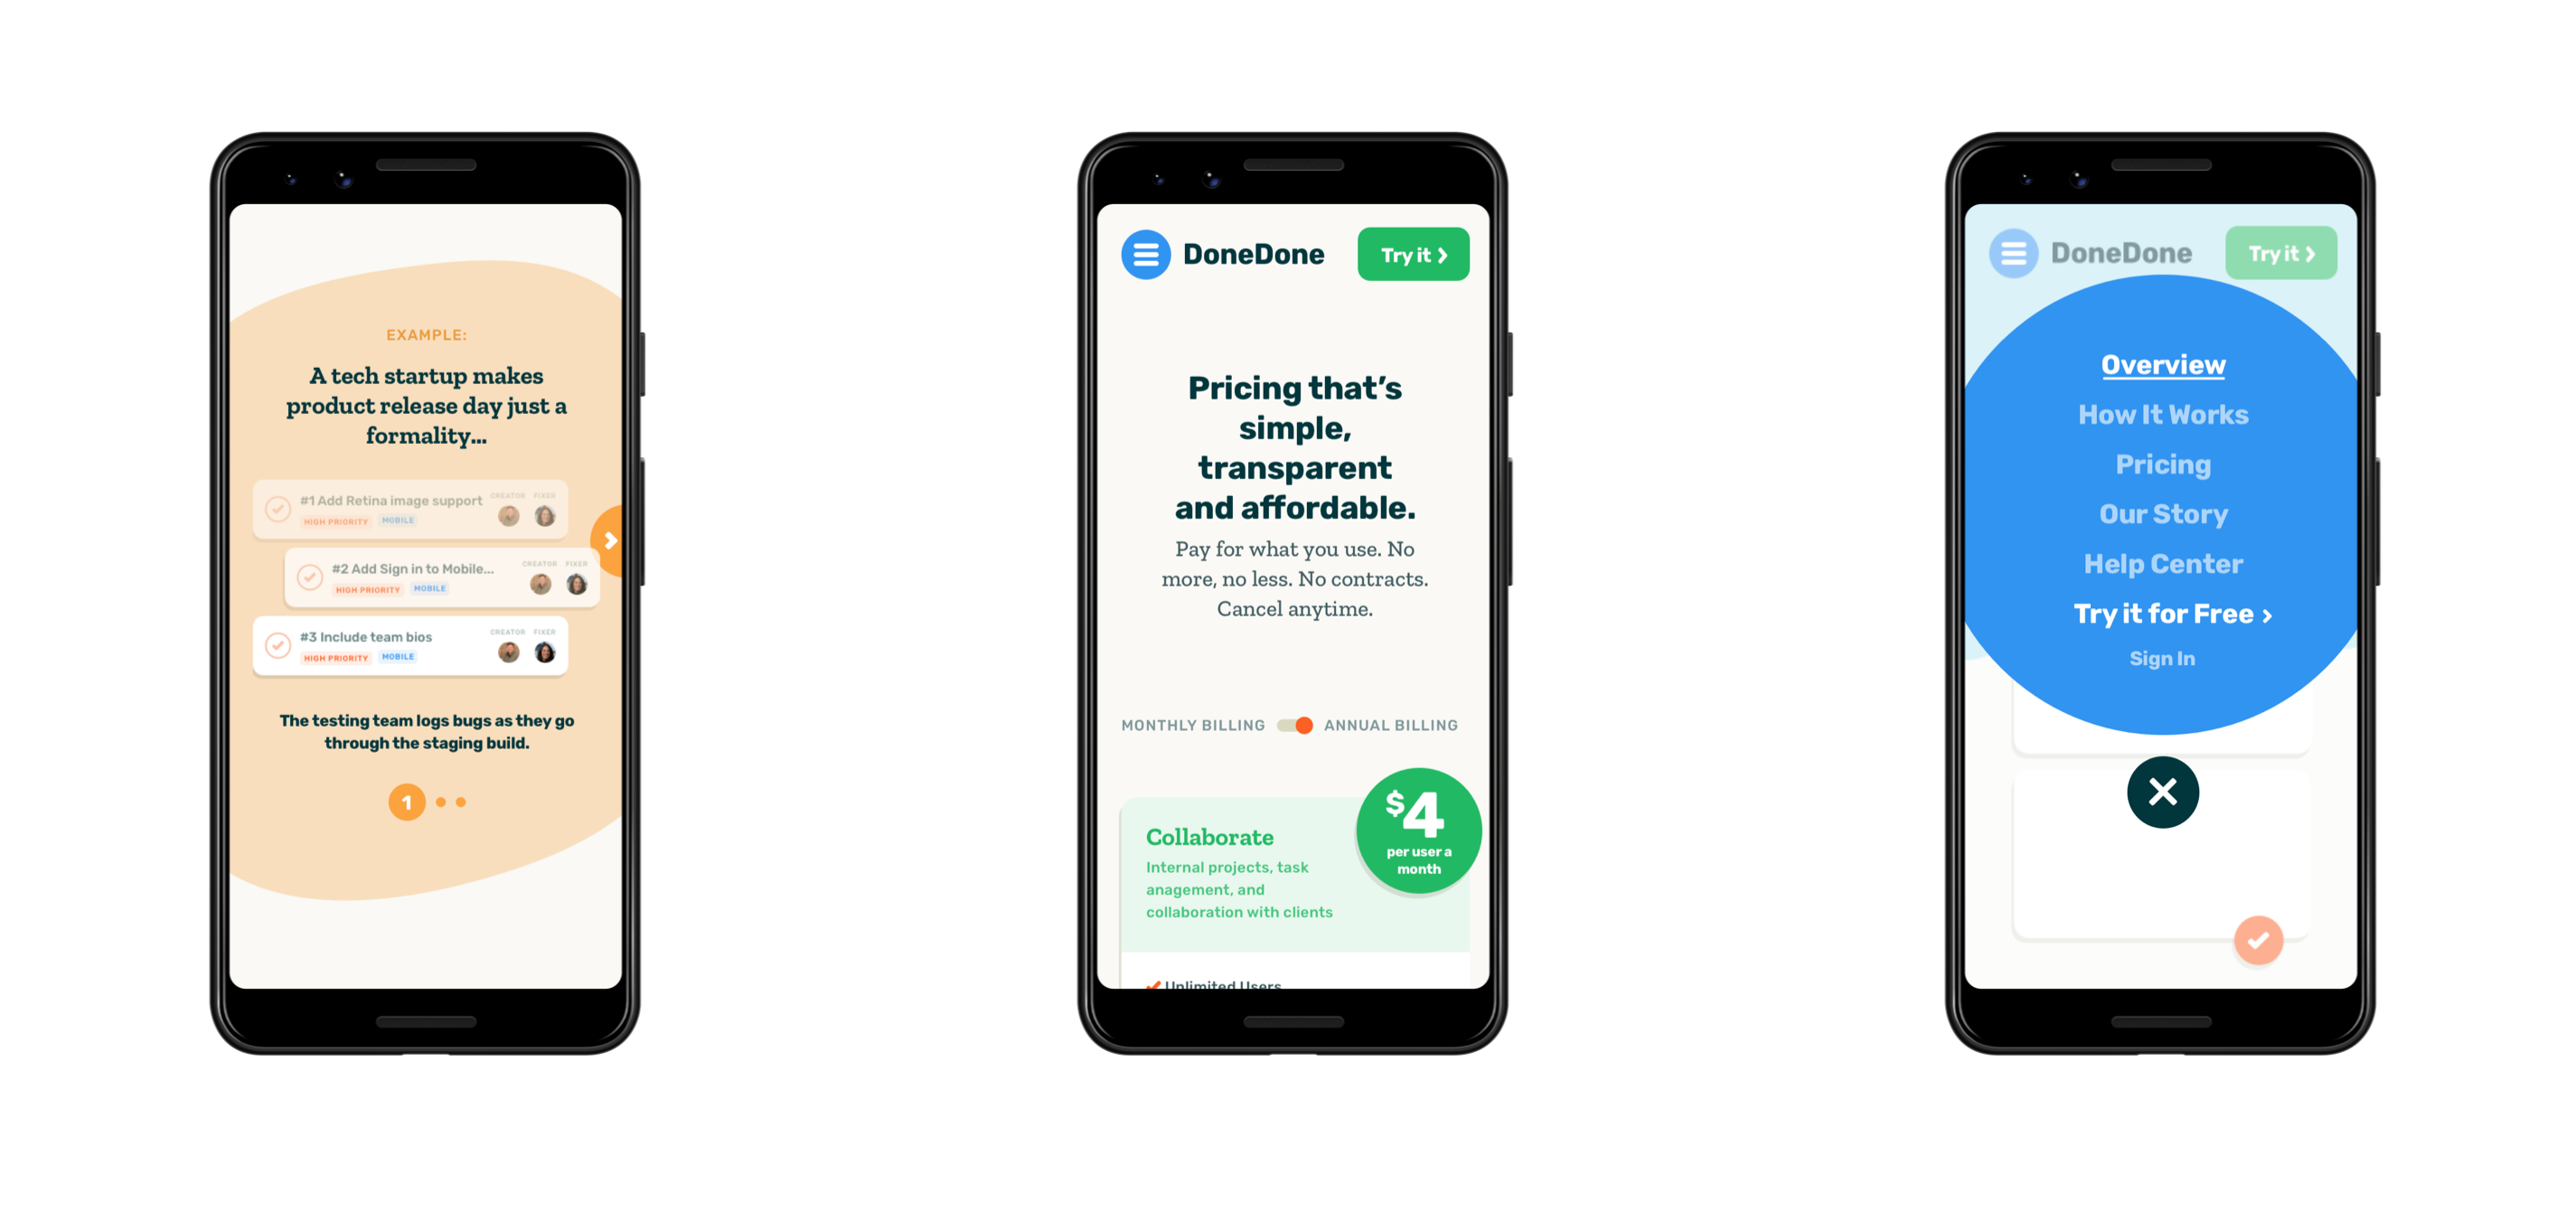 EXAMPLE:
A tech startup makes
product release day just a
formality...
#1 Add Retina image support
CREATOR FIXER
HIGH PRIORITY MOBILE
#2 Add Sign in to Mobile...
CREATOR FIXER
HIGH PRIORITY MOBILE
#3 Include team bios
CREATOR FIXER
HIGH PRIORITY MOBILE
The testing team logs bugs as they go
through the staging build.
1
DoneDone
Try it
Pricing that's
simple,
transparent
and affordable.
Pay for what you use. No
more, no less. No contracts.
Cancel anytime.
MONTHLY BILLING ANNUAL BILLING
$4
per user a
month
Collaborate
Internal projects, task
anagement, and
collaboration with clients
Unlimited Users
DoneDone
Try it
Overview
How It Works
Pricing
Our Story
Help Center
Try it for Free
Sign In